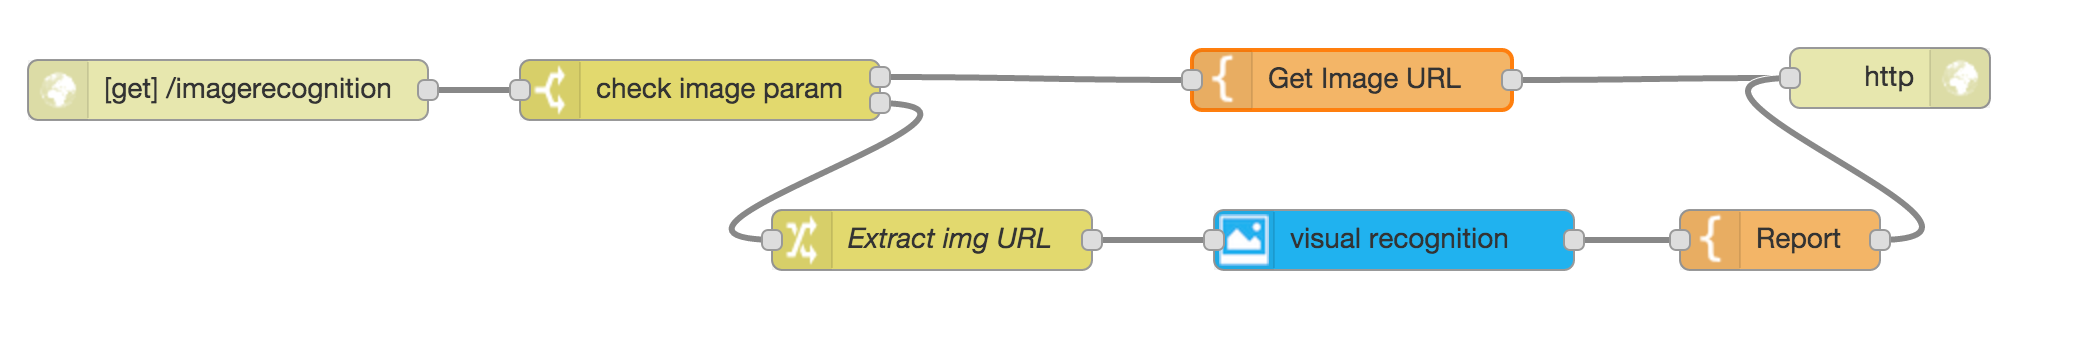 [get] /imagerecognition
check image param
Get Image URL
http
Extract img URL
visual recognition
Report